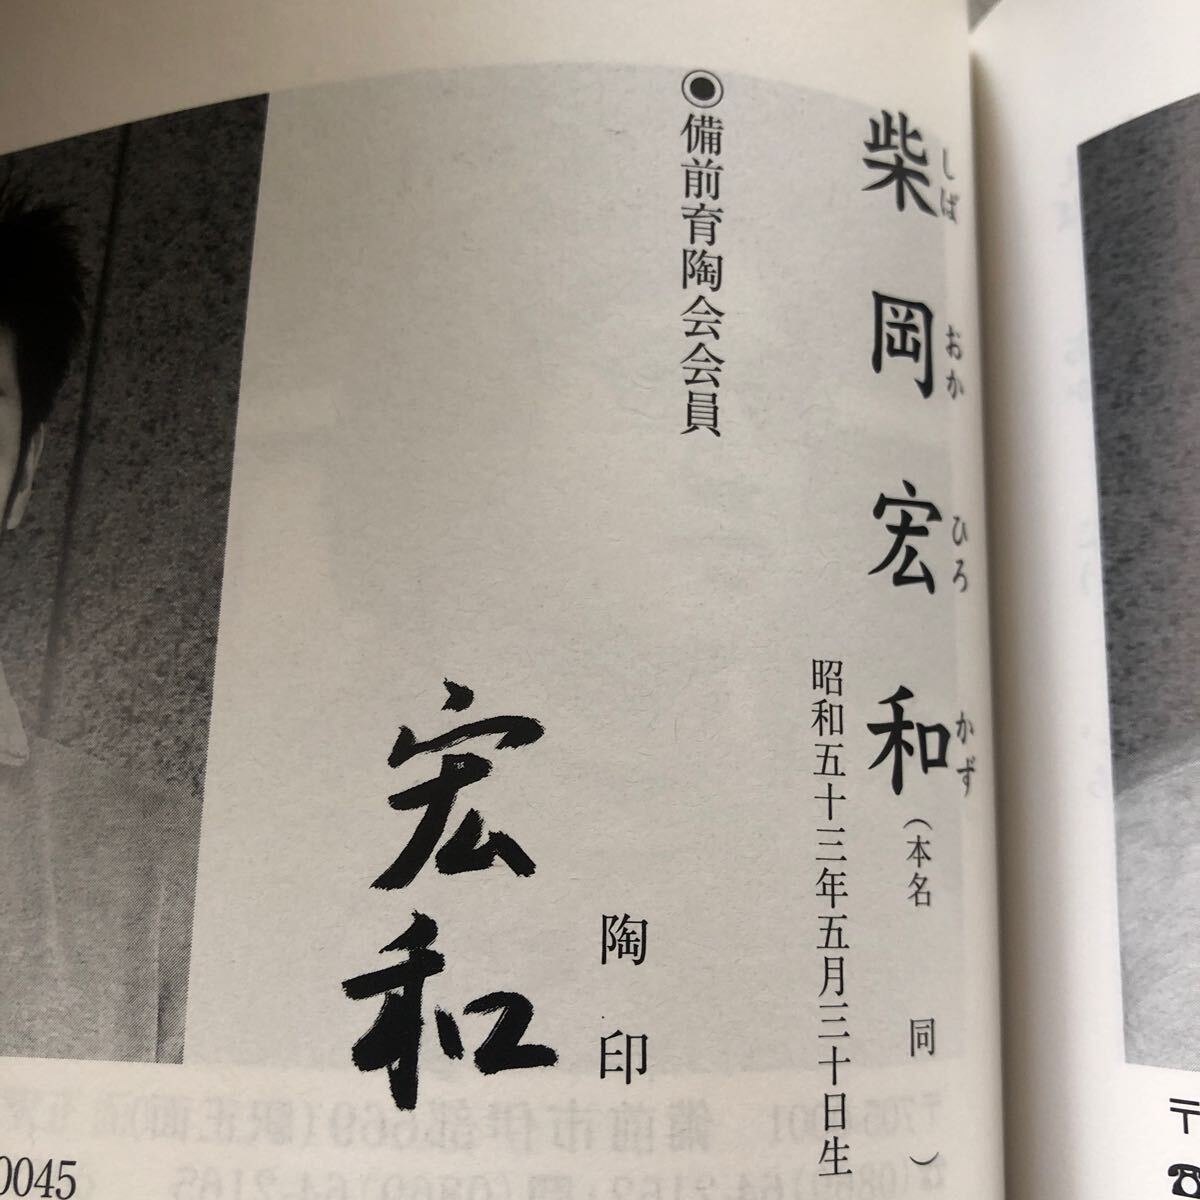 柴岡宏和（本名　同　）
しば おか ひろ かず
昭和五十三年五月三十日生
◉備前育陶会会員
陶印
宏和
0045
〒
☎